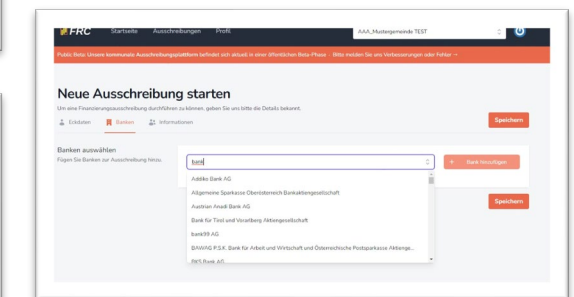 FRC Startseite Ausschreibungen Profil AAA_Mustergemeinde TEST
Public Beta: Unsere kommunale Ausschreibungsplattform befindet sich aktuell in einer öffentlichen Beta-Phase - Bitte melden Sie uns Verbesserungen oder Fehler →
Neue Ausschreibung starten
Um eine Finanzierungsausschreibung durchführen zu können, geben Sie uns bitte die Details bekannt.
Eckdaten Banken Informationen Speichern
Banken auswählen
Fügen Sie Banken zur Ausschreibung hinzu.
bank + Bank hinzufügen
Addiko Bank AG
Allgemeine Sparkasse Oberösterreich Bankaktiengesellschaft
Austrian Anadi Bank AG
Speichern
Bank für Tirol und Vorarlberg Aktiengesellschaft
bank99 AG
BAWAG P.S.K. Bank für Arbeit und Wirtschaft und Österreichische Postsparkasse Aktienge...
BKS Bank AG